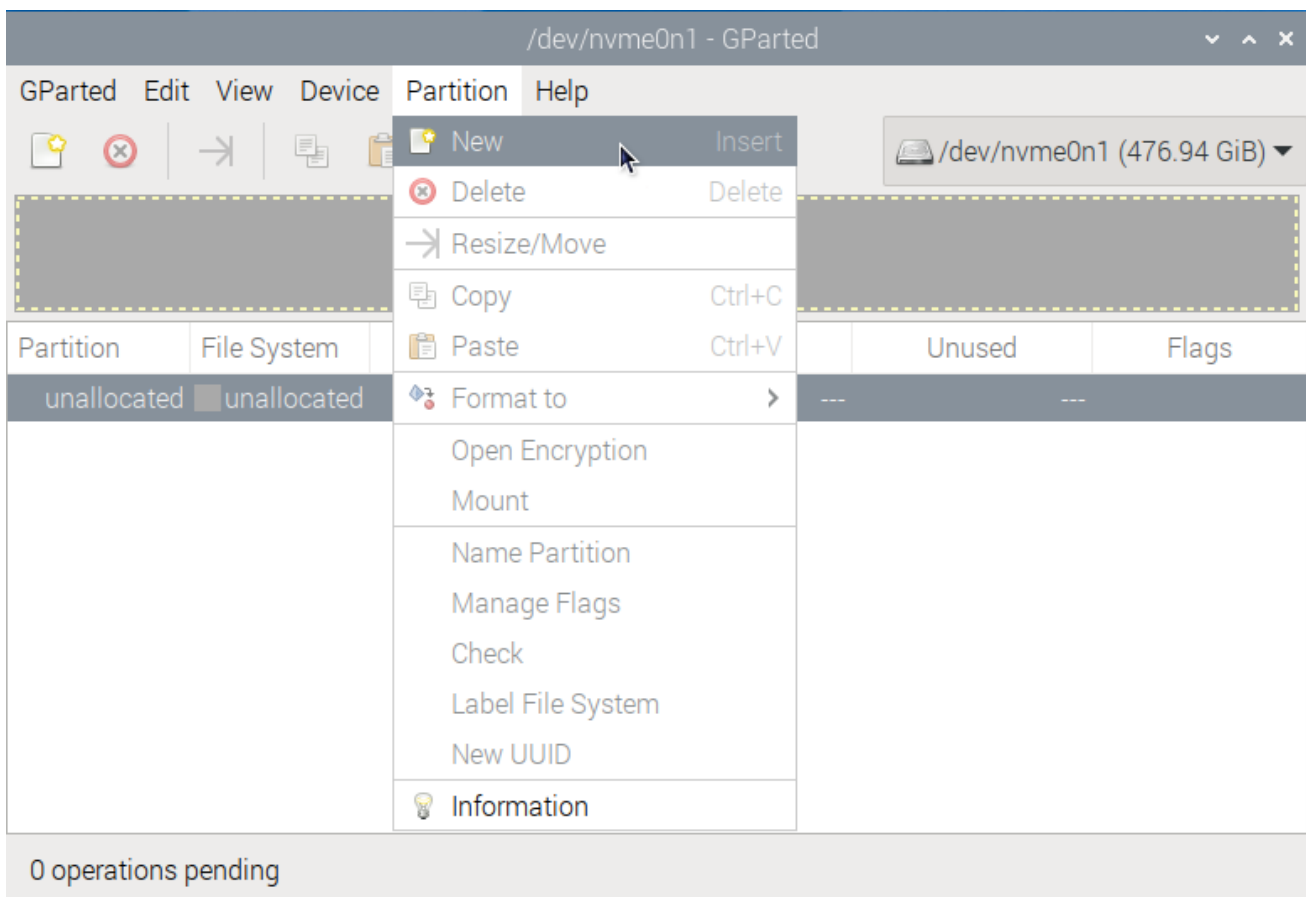 /dev/nvme0n1 - GParted
GParted Edit View Device Partition Help
/dev/nvme0n1 (476.94 GiB)
New Insert
Delete Delete
Resize/Move
Copy Ctrl+C
Paste Ctrl+V
Format to
Open Encryption
Mount
Name Partition
Manage Flags
Check
Label File System
New UUID
Information
Partition File System Unused Flags
unallocated unallocated --- ---
0 operations pending